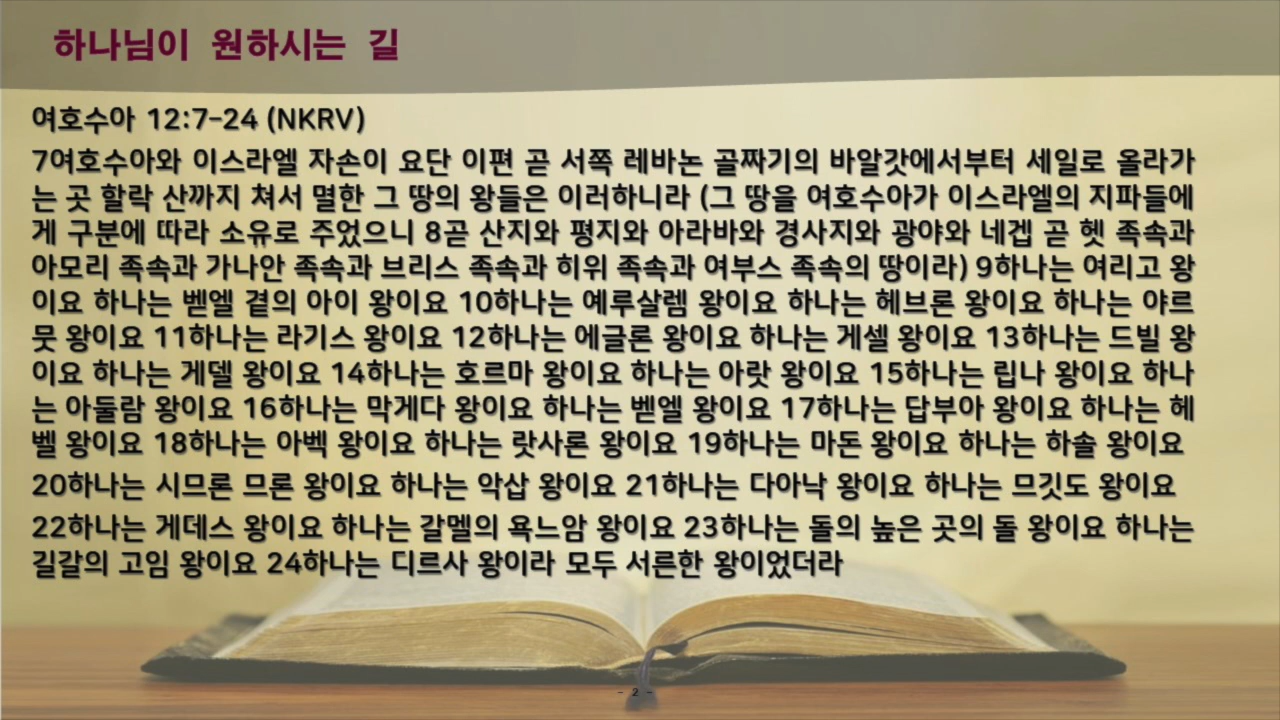 하나님이 원하시는 길
여호수아 12:7-24 (NKRV)
7여호수아와 이스라엘 자손이 요단 이편 곧 서쪽 레바논 골짜기의 바알갓에서부터 세일로 올라가
는 곳 할락 산까지 쳐서 멸한 그 땅의 왕들은 이러하니라 (그 땅을 여호수아가 이스라엘의 지파들에
게 구분에 따라 소유로 주었으니 8곧 산지와 평지와 아라바와 경사지와 광야와 네겝 곧 헷 족속과
아모리 족속과 가나안 족속과 브리스 족속과 히위 족속과 여부스 족속의 땅이라) 9하나는 여리고 왕
이요 하나는 벧엘 곁의 아이 왕이요 10하나는 예루살렘 왕이요 하나는 헤브론 왕이요 하나는 야르
뭇 왕이요 11하나는 라기스 왕이요 12하나는 에글론 왕이요 하나는 게셀 왕이요 13하나는 드빌 왕
이요 하나는 게델 왕이요 14하나는 호르마 왕이요 하나는 아랏 왕이요 15하나는 립나 왕이요 하나
는 아둘람 왕이요 16하나는 막게다 왕이요 하나는 벧엘 왕이요 17하나는 답부아 왕이요 하나는 헤
벨 왕이요 18하나는 아벡 왕이요 하나는 랏사론 왕이요 19하나는 마돈 왕이요 하나는 하솔 왕이요
20하나는 시므론 므론 왕이요 하나는 악삽 왕이요 21하나는 다아낙 왕이요 하나는 므깃도 왕이요
22하나는 게데스 왕이요 하나는 갈멜의 욕느암 왕이요 23하나는 돌의 높은 곳의 돌 왕이요 하나는
길갈의 고임 왕이요 24하나는 디르사 왕이라 모두 서른한 왕이었더라
- 2 -